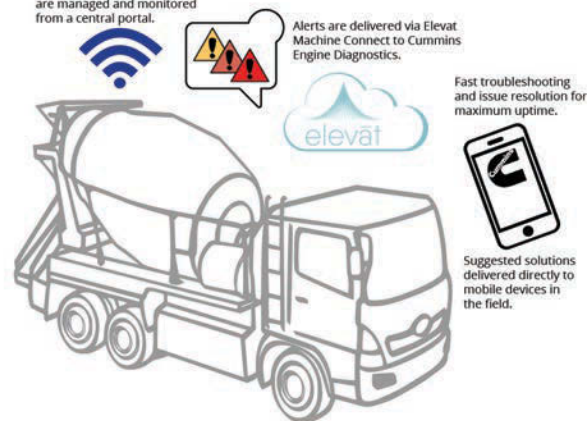 are managed and monitored
from a central portal.
Alerts are delivered via Elevat
Machine Connect to Cummins
Engine Diagnostics.
elevāt
Fast troubleshooting
and issue resolution for
maximum uptime.
Cummins
Suggested solutions
delivered directly to
mobile devices in
the field.